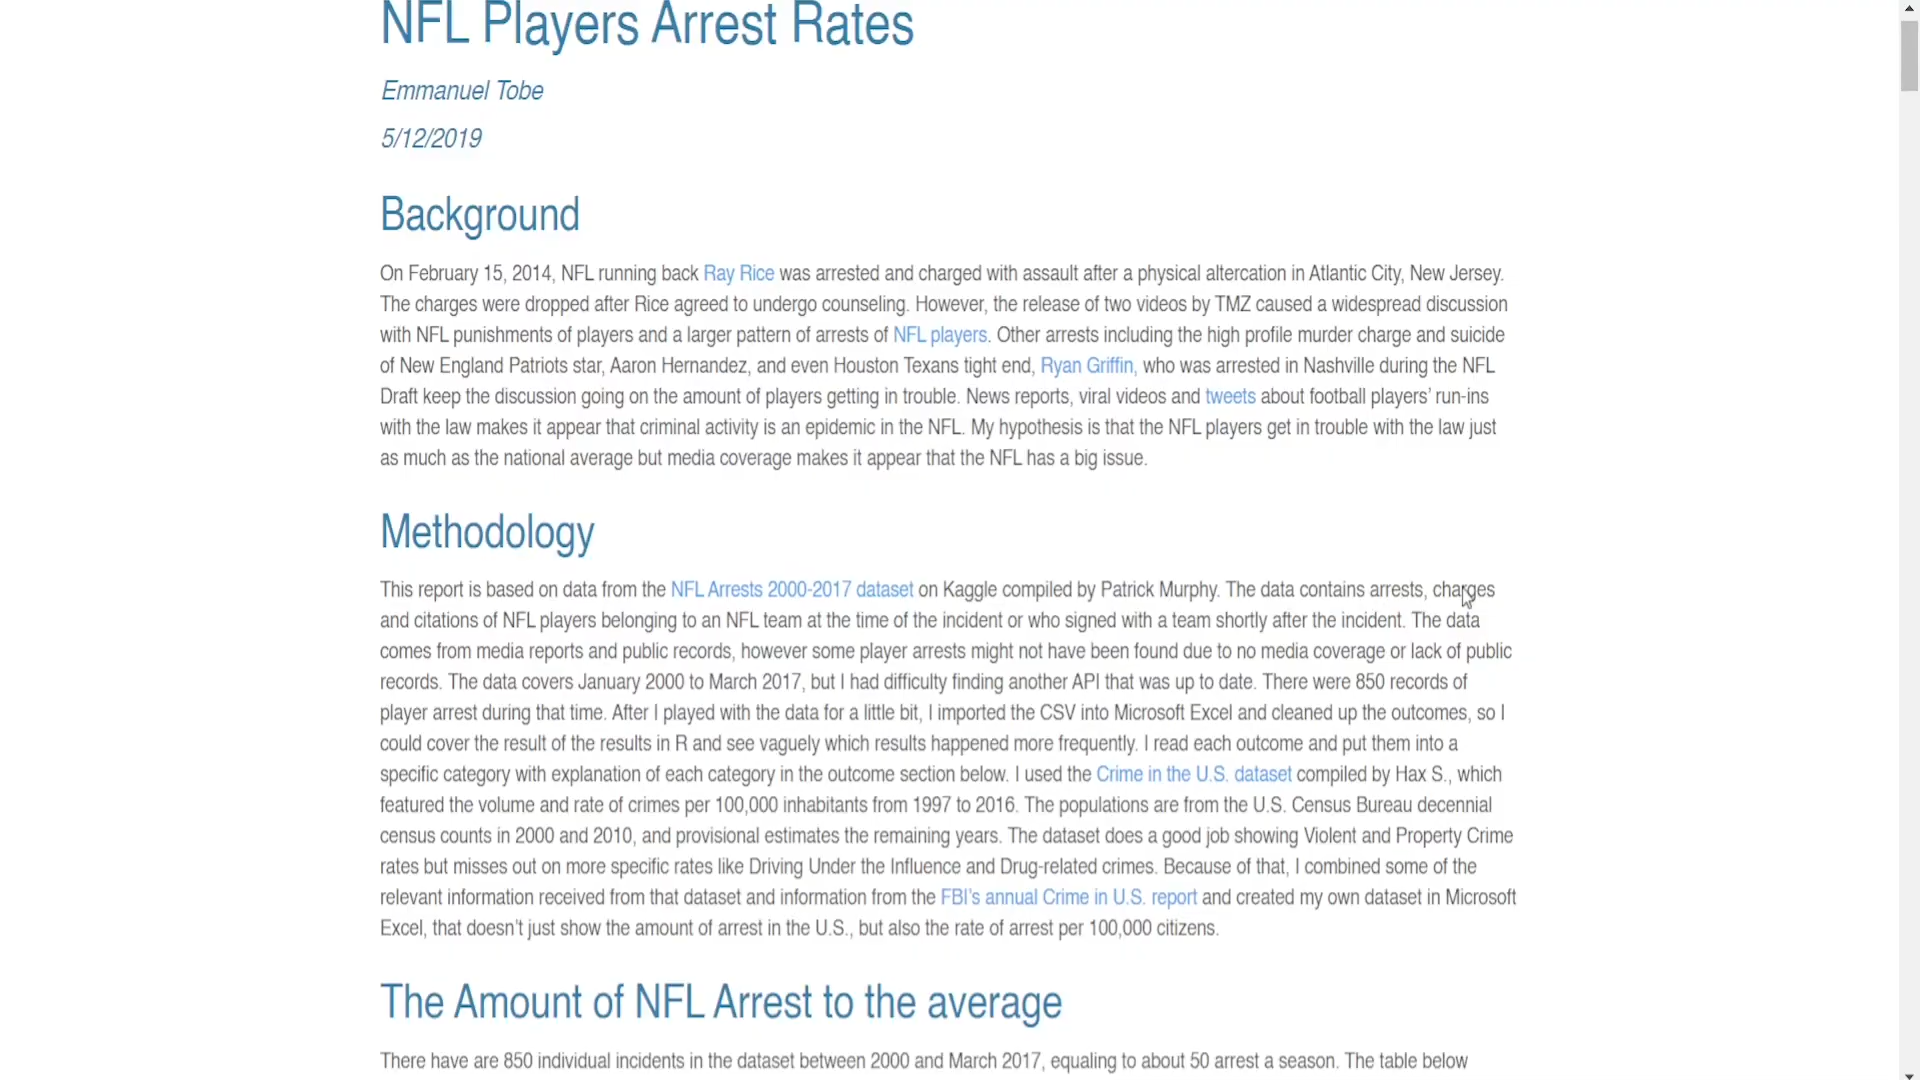 NFL Players Arrest Rates
Emmanuel Tobe
5/12/2019
Background
On February 15, 2014, NFL running back Ray Rice was arrested and charged with assault after a physical altercation in Atlantic City, New Jersey.
The charges were dropped after Rice agreed to undergo counseling. However, the release of two videos by TMZ caused a widespread discussion
with NFL punishments of players and a larger pattern of arrests of NFL players. Other arrests including the high profile murder charge and suicide
of New England Patriots star, Aaron Hernandez, and even Houston Texans tight end, Ryan Griffin, who was arrested in Nashville during the NFL
Draft keep the discussion going on the amount of players getting in trouble. News reports, viral videos and tweets about football players’ run-ins
with the law makes it appear that criminal activity is an epidemic in the NFL. My hypothesis is that the NFL players get in trouble with the law just
as much as the national average but media coverage makes it appear that the NFL has a big issue.
Methodology
This report is based on data from the NFL Arrests 2000-2017 dataset on Kaggle compiled by Patrick Murphy. The data contains arrests, charges
and citations of NFL players belonging to an NFL team at the time of the incident or who signed with a team shortly after the incident. The data
comes from media reports and public records, however some player arrests might not have been found due to no media coverage or lack of public
records. The data covers January 2000 to March 2017, but I had difficulty finding another API that was up to date. There were 850 records of
player arrest during that time. After I played with the data for a little bit, I imported the CSV into Microsoft Excel and cleaned up the outcomes, so I
could cover the result of the results in R and see vaguely which results happened more frequently. I read each outcome and put them into a
specific category with explanation of each category in the outcome section below. I used the Crime in the U.S. dataset compiled by Hax S., which
featured the volume and rate of crimes per 100,000 inhabitants from 1997 to 2016. The populations are from the U.S. Census Bureau decennial
census counts in 2000 and 2010, and provisional estimates the remaining years. The dataset does a good job showing Violent and Property Crime
rates but misses out on more specific rates like Driving Under the Influence and Drug-related crimes. Because of that, I combined some of the
relevant information received from that dataset and information from the FBI’s annual Crime in U.S. report and created my own dataset in Microsoft
Excel, that doesn’t just show the amount of arrest in the U.S., but also the rate of arrest per 100,000 citizens.
The Amount of NFL Arrest to the average
There have are 850 individual incidents in the dataset between 2000 and March 2017, equaling to about 50 arrest a season. The table below